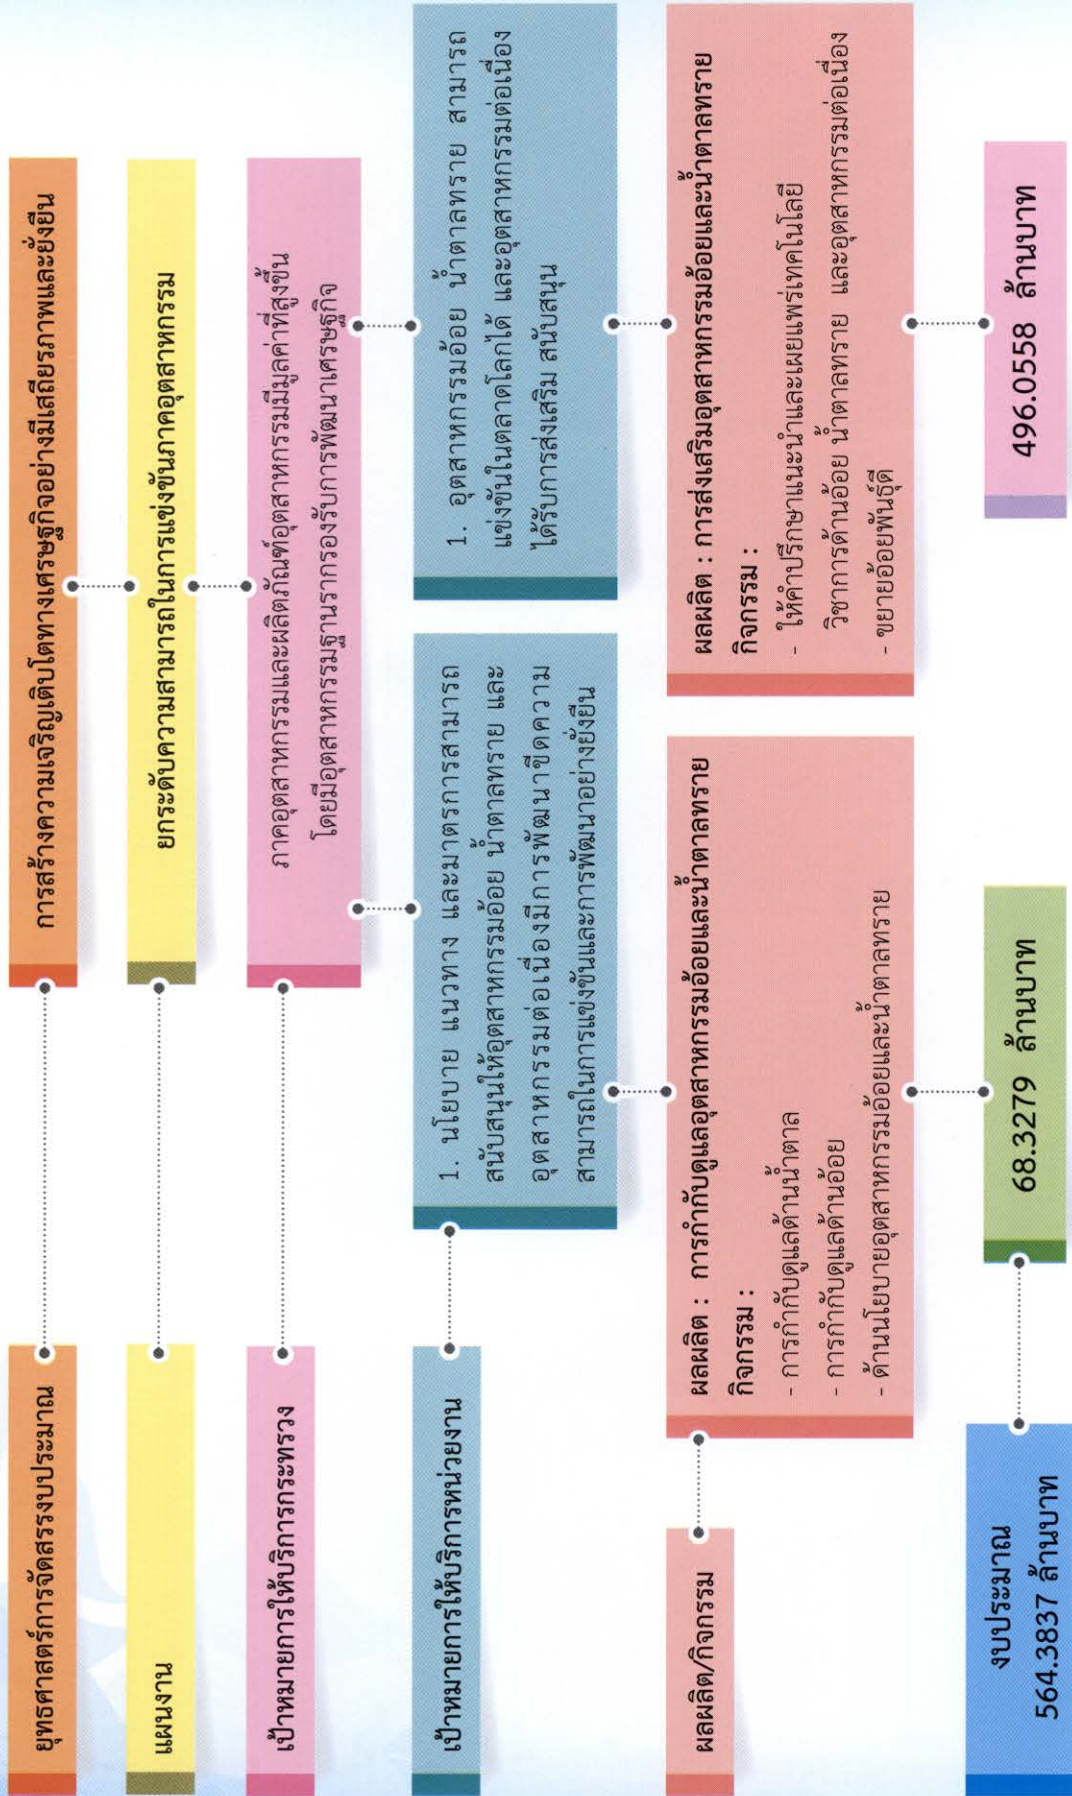 ยุทธศาสตร์การจัดสรรงบประมาณ
การสร้างความเจริญเติบโตทางเศรษฐกิจอย่างมีเสถียรภาพและยั่งยืน
แผนงาน
ยกระดับความสามารถในการแข่งขันภาคอุตสาหกรรม
เป้าหมายการให้บริการกระทรวง
ภาคอุตสาหกรรมและผลิตภัณฑ์อุตสาหกรรมมีมูลค่าที่สูงขึ้น
โดยมีอุตสาหกรรมฐานรากรองรับการพัฒนาเศรษฐกิจ
เป้าหมายการให้บริการหน่วยงาน
1. นโยบาย แนวทาง และมาตรการสามารถ
สนับสนุนให้อุตสาหกรรมอ้อย น้ำตาลทราย และ
อุตสาหกรรมต่อเนื่องมีการพัฒนาขีดความ
สามารถในการแข่งขันและการพัฒนาอย่างยั่งยืน
1. อุตสาหกรรมอ้อย น้ำตาลทราย สามารถ
แข่งขันในตลาดโลกได้ และอุตสาหกรรมต่อเนื่อง
ได้รับการส่งเสริม สนับสนุน
ผลผลิต/กิจกรรม
ผลผลิต : การกำกับดูแลอุตสาหกรรมอ้อยและน้ำตาลทราย
กิจกรรม :
- การกำกับดูแลด้านน้ำตาล
- การกำกับดูแลด้านอ้อย
- ด้านนโยบายอุตสาหกรรมอ้อยและน้ำตาลทราย
ผลผลิต : การส่งเสริมอุตสาหกรรมอ้อยและน้ำตาลทราย
กิจกรรม :
- ให้คำปรึกษาแนะนำและเผยแพร่เทคโนโลยี
วิชาการด้านอ้อย น้ำตาลทราย และอุตสาหกรรมต่อเนื่อง
- ขยายอ้อยพันธุ์ดี
งบประมาณ
564.3837 ล้านบาท
68.3279 ล้านบาท
496.0558 ล้านบาท